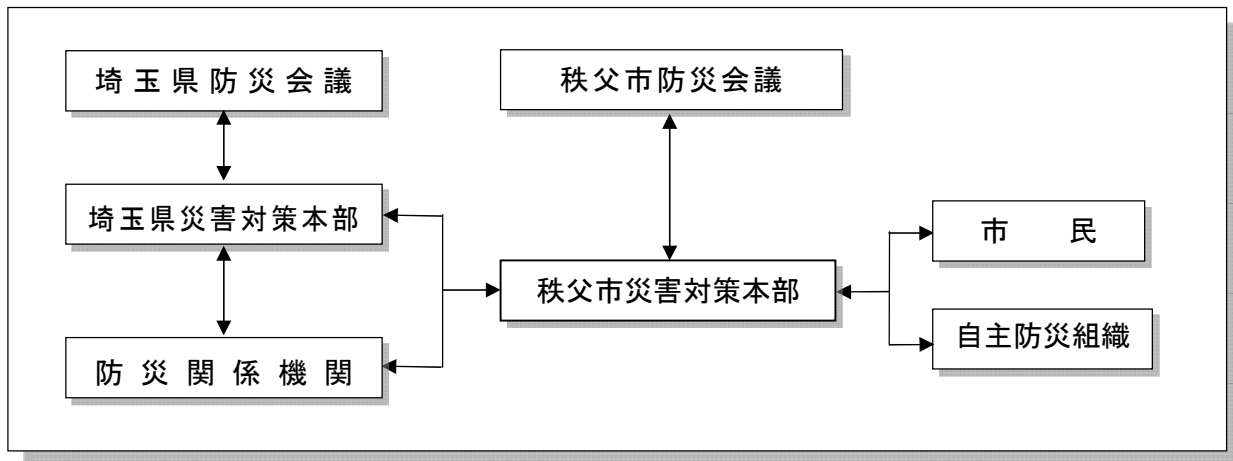 埼玉県防災会議
秩父市防災会議
埼玉県災害対策本部
市民
秩父市災害対策本部
自主防災組織
防災関係機関